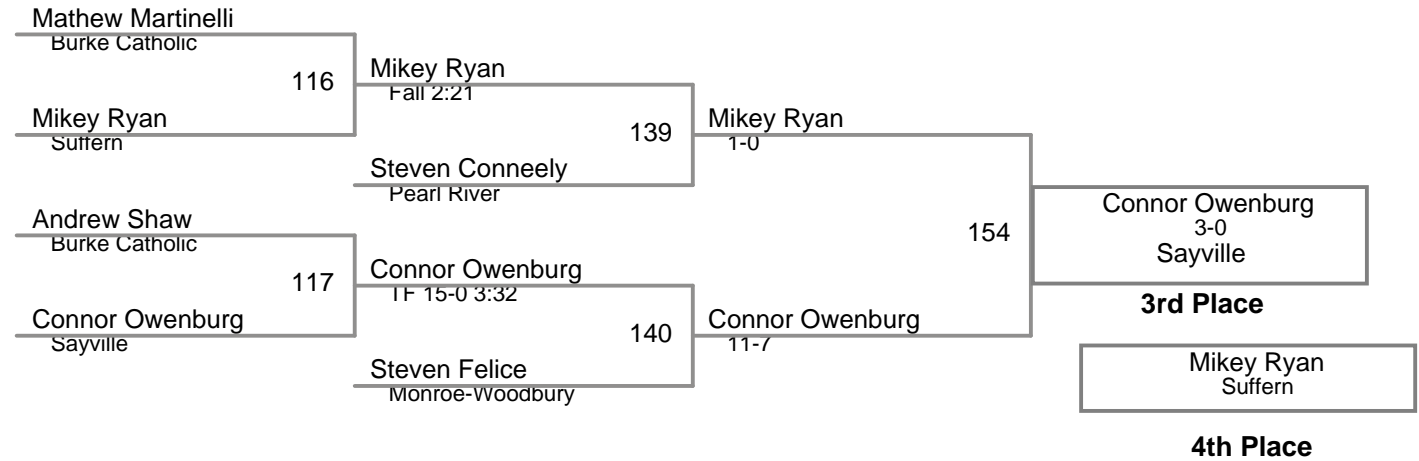 Mathew Martinelli
Burke Catholic
116
Mikey Ryan
Suffern
Mikey Ryan
Fall 2:21
139
Steven Conneely
Pearl River
Mikey Ryan
1-0
Andrew Shaw
Burke Catholic
117
Connor Owenburg
Sayville
Connor Owenburg
TF 15-0 3:32
140
Steven Felice
Monroe-Woodbury
Connor Owenburg
11-7
154
Connor Owenburg
3-0
Sayville
3rd Place
Mikey Ryan
Suffern
4th Place